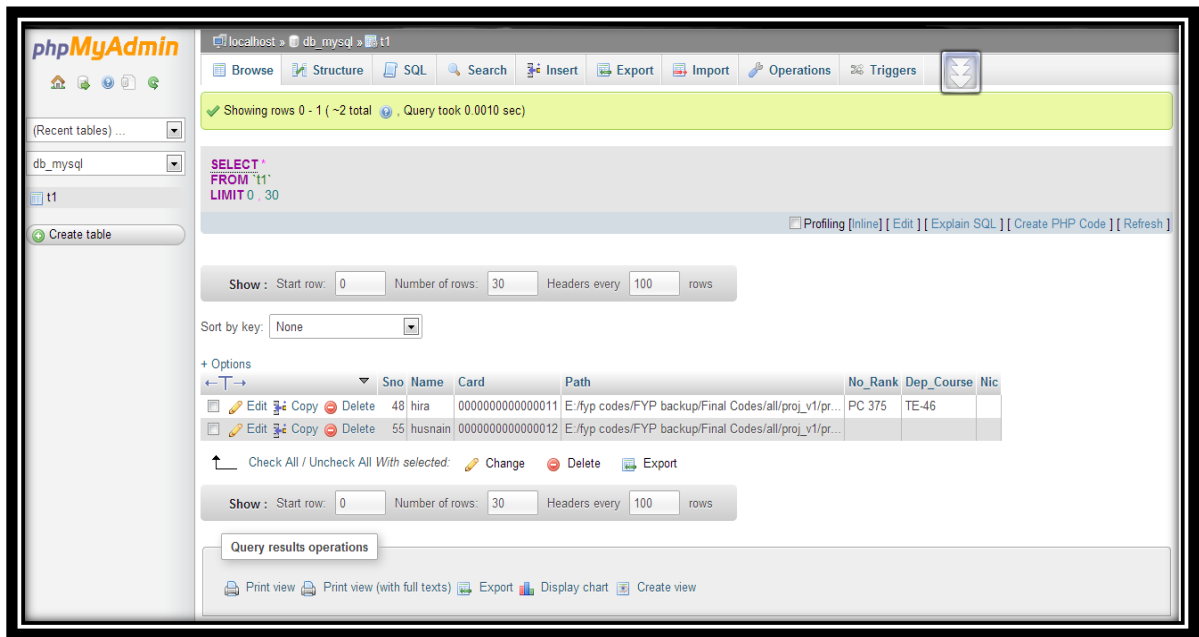 phpMyAdmin
localhost » db_mysql » t1
Browse Structure SQL Search Insert Export Import Operations Triggers
Showing rows 0 - 1 ( ~2 total , Query took 0.0010 sec)
(Recent tables) ...
db_mysql
t1
Create table
SELECT *
FROM `t1`
LIMIT 0 , 30
Profiling [Inline] [ Edit ] [ Explain SQL ] [ Create PHP Code ] [ Refresh ]
Show : Start row: 0 Number of rows: 30 Headers every 100 rows
Sort by key: None
+ Options
←T→ Sno Name Card Path No_Rank Dep_Course Nic
Edit Copy Delete 48 hira 0000000000000011 E:/fyp codes/FYP backup/Final Codes/all/proj_v1/pr... PC 375 TE-46
Edit Copy Delete 55 husnain 0000000000000012 E:/fyp codes/FYP backup/Final Codes/all/proj_v1/pr...
Check All / Uncheck All With selected: Change Delete Export
Show : Start row: 0 Number of rows: 30 Headers every 100 rows
Query results operations
Print view Print view (with full texts) Export Display chart Create view